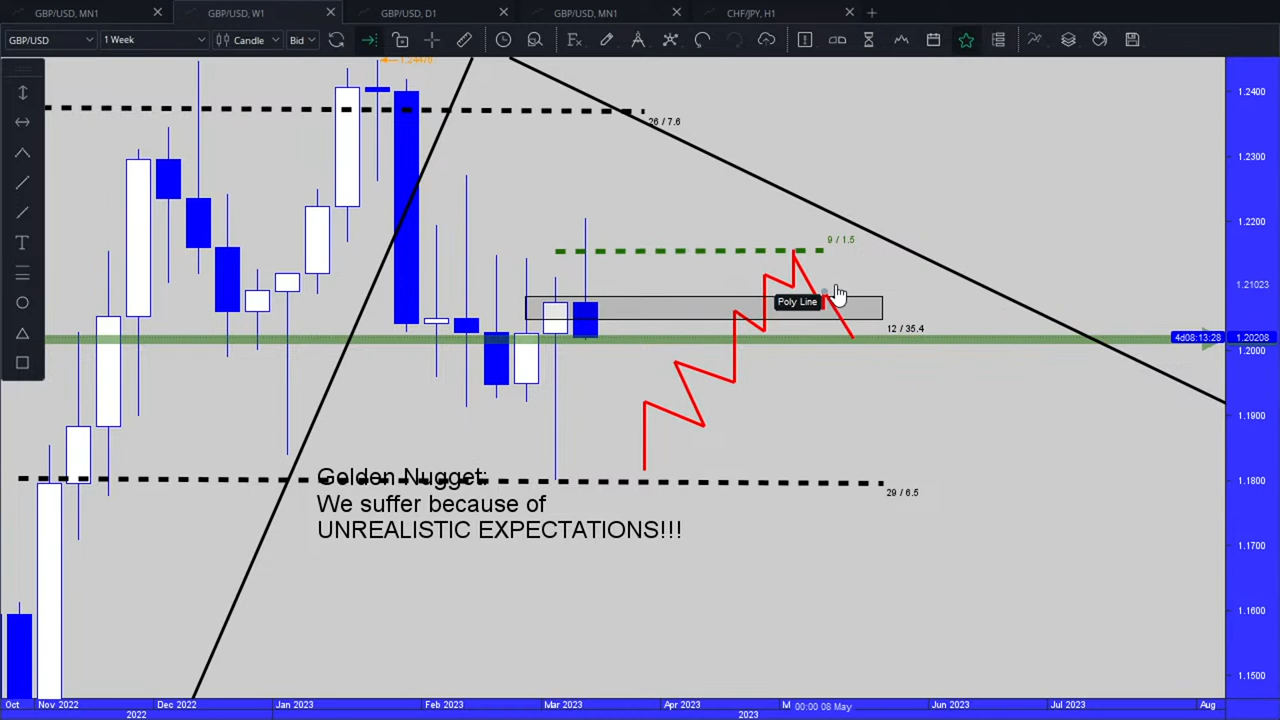 GBP/USD, MN1
GBP/USD, W1
GBP/USD, D1
GBP/USD, MN1
CHF/JPY, H1
GBP/USD
1 Week
Candle
Bid
1.24476
1.2400
26 / 7.6
1.2300
1.2200
9 / 1.5
1.21023
Poly Line
12 / 35.4
4d08:13:28
1.20208
1.2000
1.1900
Golden Nugget:
We suffer because of
UNREALISTIC EXPECTATIONS!!!
1.1800
29 / 6.5
1.1700
1.1600
1.1500
Oct
Nov 2022
Dec 2022
Jan 2023
Feb 2023
Mar 2023
Apr 2023
M
00:00 08 May
Jun 2023
Jul 2023
Aug
2022
2023